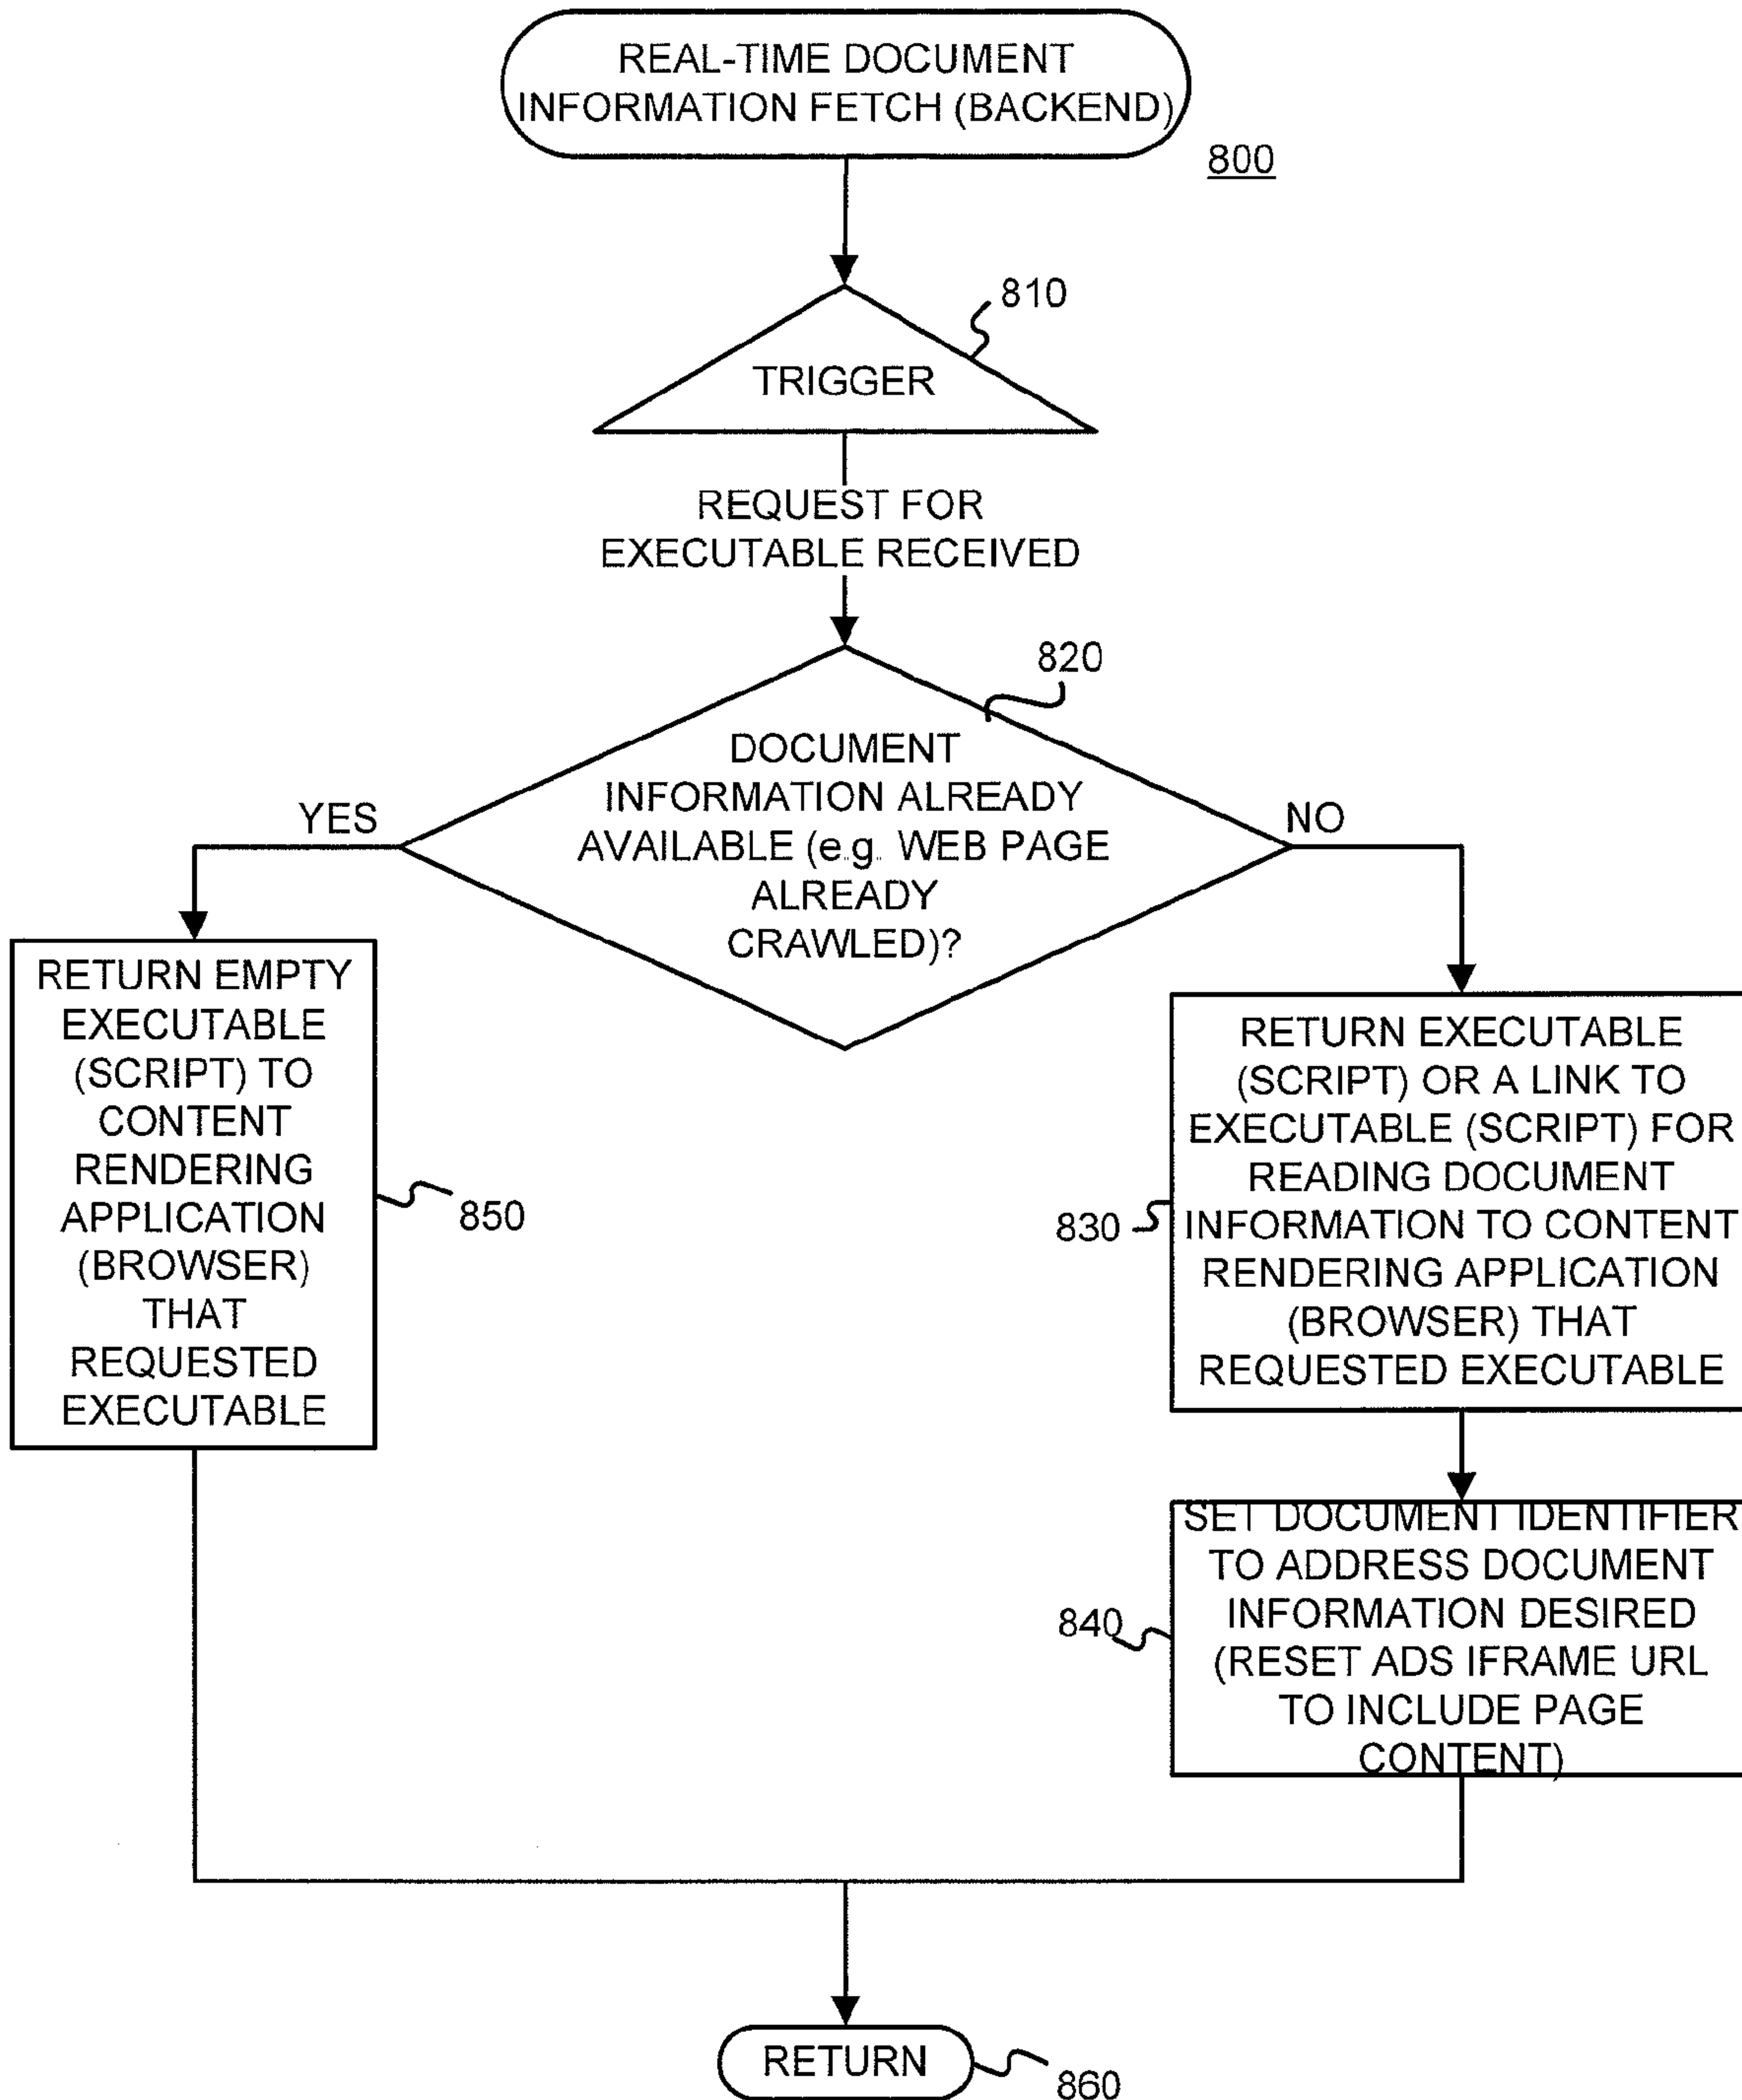 REAL-TIME DOCUMENT
INFORMATION FETCH (BACKEND)
800
810
TRIGGER
REQUEST FOR
EXECUTABLE RECEIVED
820
DOCUMENT
INFORMATION ALREADY
AVAILABLE (e.g. WEB PAGE
ALREADY
CRAWLED)?
YES
NO
RETURN EMPTY
EXECUTABLE
(SCRIPT) TO
CONTENT
RENDERING
APPLICATION
(BROWSER)
THAT
REQUESTED
EXECUTABLE
850
RETURN EXECUTABLE
(SCRIPT) OR A LINK TO
EXECUTABLE (SCRIPT) FOR
READING DOCUMENT
INFORMATION TO CONTENT
RENDERING APPLICATION
(BROWSER) THAT
REQUESTED EXECUTABLE
830
SET DOCUMENT IDENTIFIER
TO ADDRESS DOCUMENT
INFORMATION DESIRED
(RESET ADS IFRAME URL
TO INCLUDE PAGE
CONTENT)
840
RETURN
860